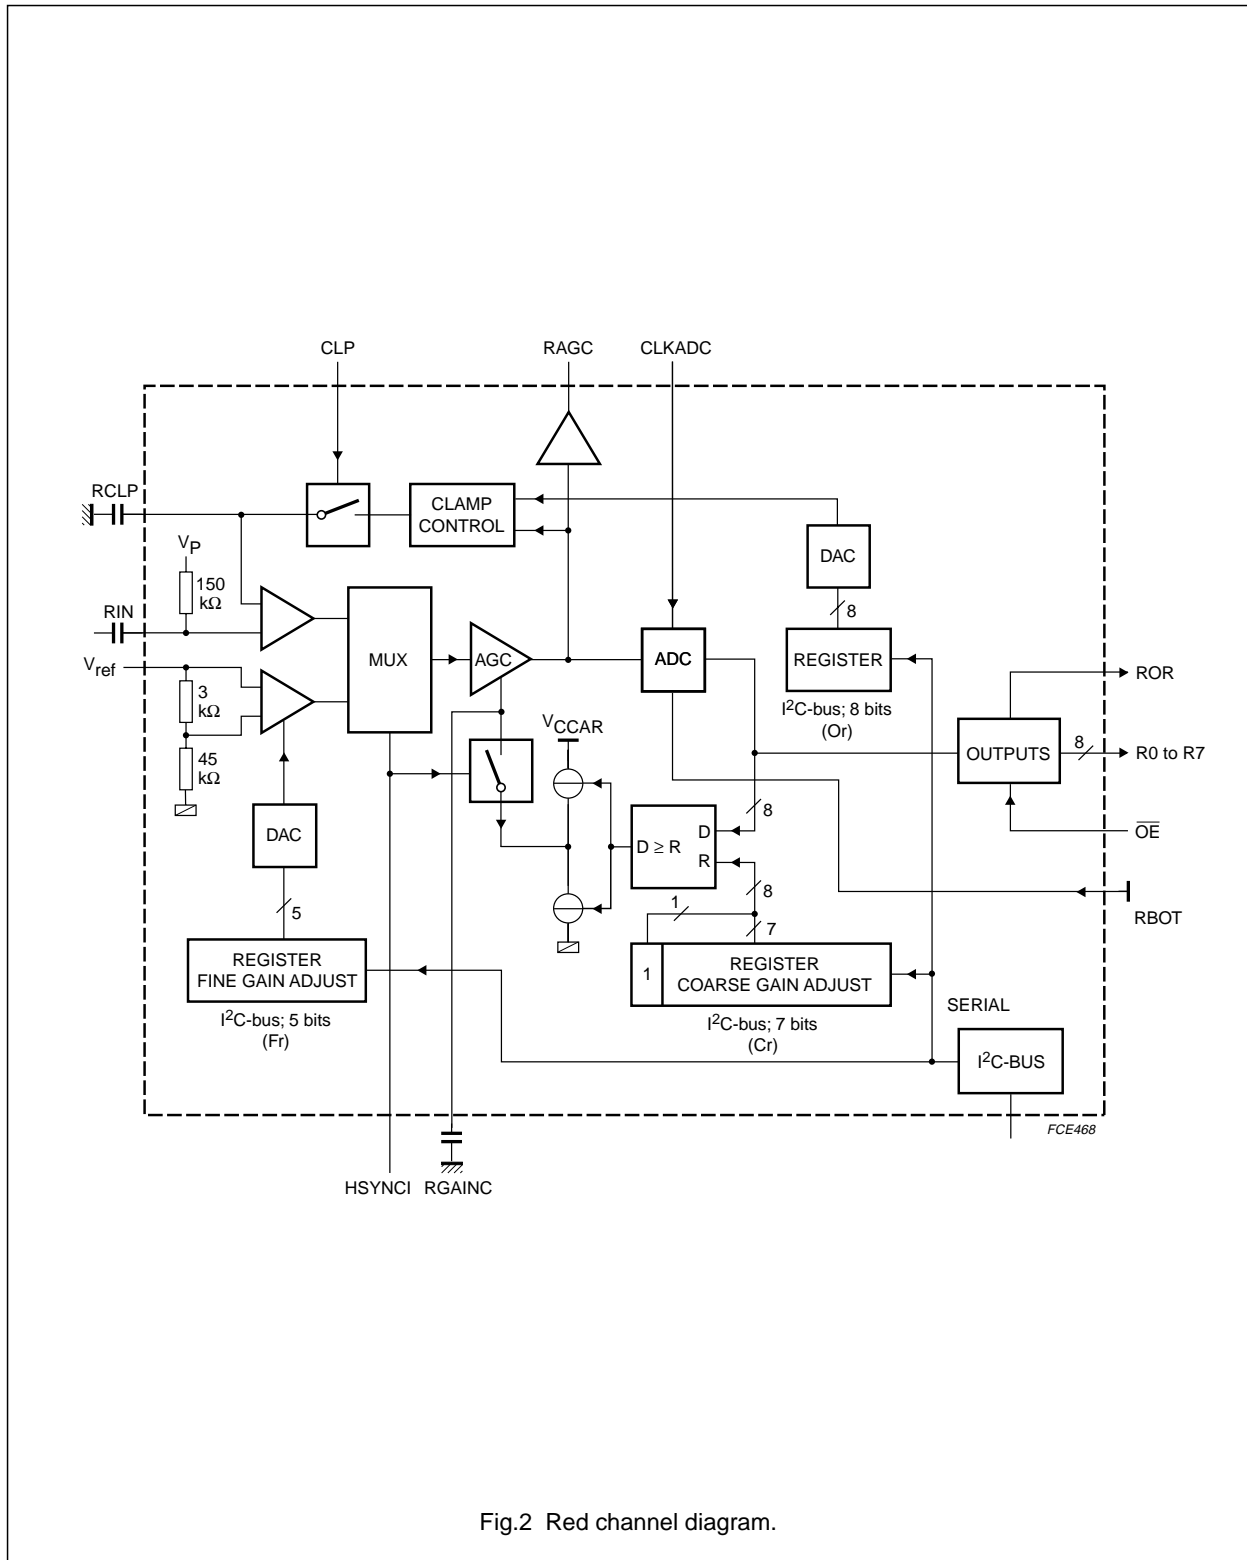 CLP
RAGC
CLKADC
RCLP
CLAMP
CONTROL
VP
150
kΩ
DAC
8
RIN
MUX
AGC
ADC
REGISTER
Vref
ROR
3
kΩ
I2C-bus; 8 bits
(Or)
VCCAR
OUTPUTS
8
R0 to R7
45
kΩ
8
DAC
D ≥ R
D
R
OE
8
1
7
5
RBOT
REGISTER
FINE GAIN ADJUST
1
REGISTER
COARSE GAIN ADJUST
SERIAL
I2C-bus; 5 bits
(Fr)
I2C-bus; 7 bits
(Cr)
I2C-BUS
FCE468
HSYNCI
RGAINC
Fig.2 Red channel diagram.